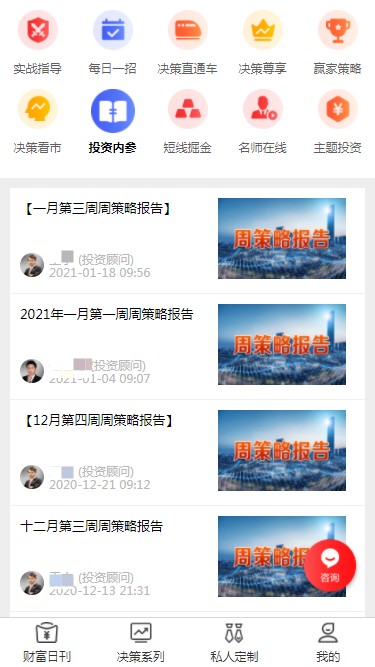 实战指导
每日一招
决策直通车
决策尊享
赢家策略
决策看市
投资内参
短线掘金
名师在线
主题投资
【一月第三周周策略报告】
周策略报告
(投资顾问)
2021-01-18 09:56
2021年一月第一周周策略报告
周策略报告
(投资顾问)
2021-01-04 09:07
【12月第四周周策略报告】
周策略报告
(投资顾问)
2020-12-21 09:12
十二月第三周周策略报告
周策略报告
(投资顾问)
2020-12-13 21:31
咨询
财富日刊
决策系列
私人定制
我的